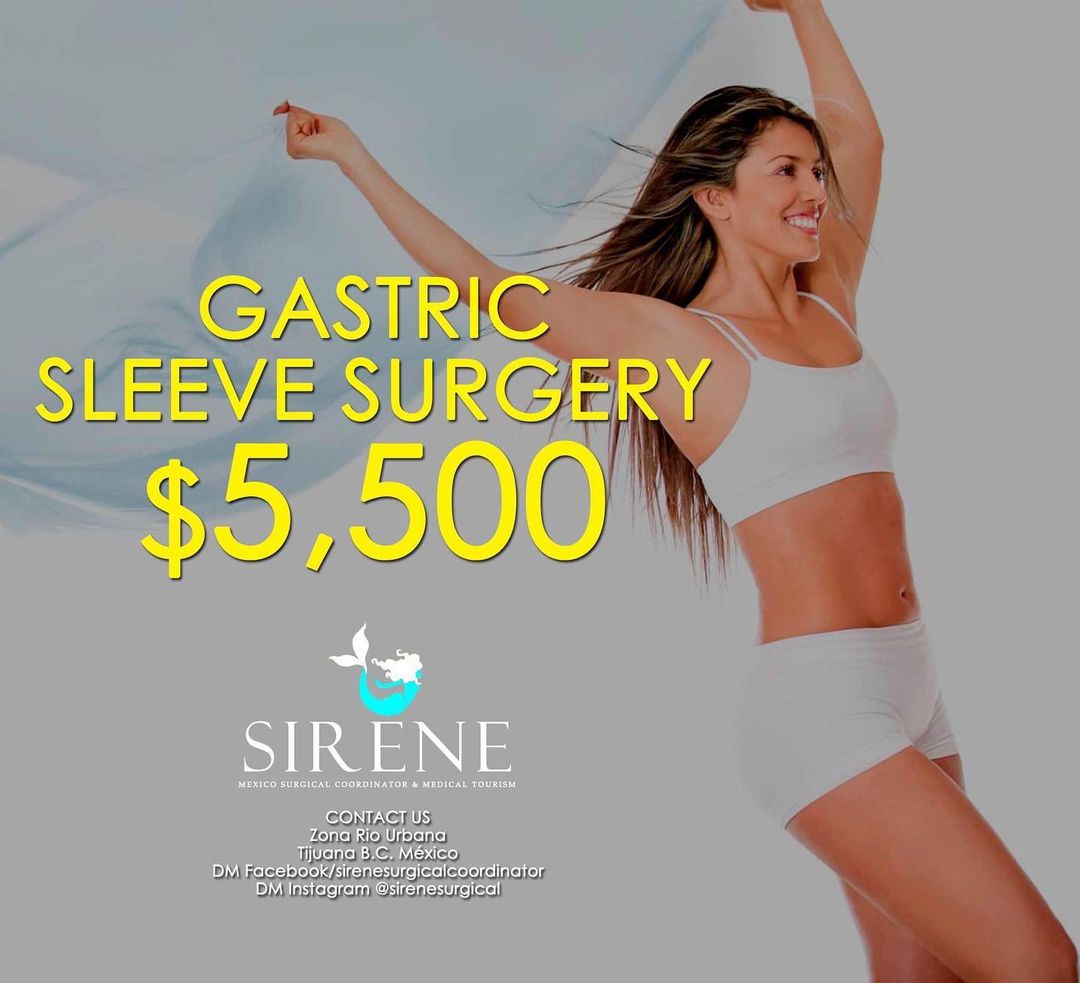 GASTRIC
SLEEVE SURGERY
$5,500
SIRENE
MEXICO SURGICAL COORDINATOR & MEDICAL TOURISM
CONTACT US
Zona Rio Urbana
Tijuana B.C. México
DM Facebook/sirenesurgicalcoordinator
DM Instagram @sirenesurgical